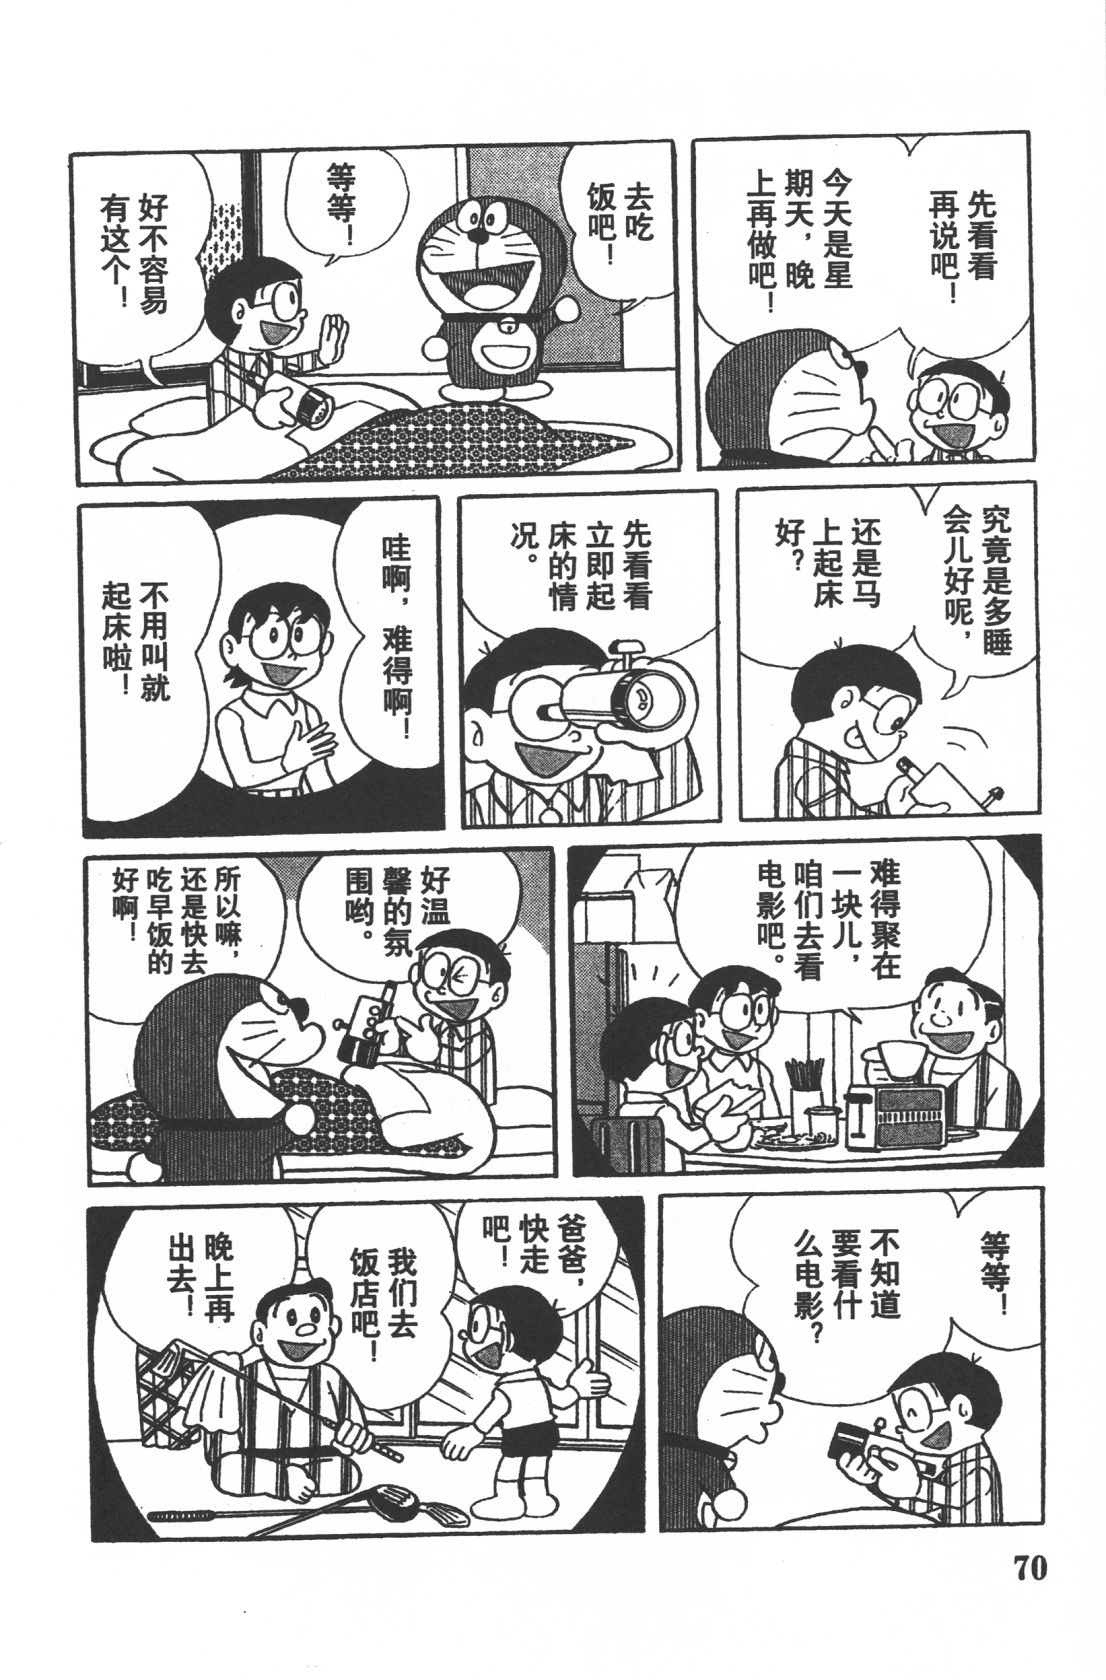 先看看
再说吧！
今天是星
期天，晚
上再做吧！
去吃
饭吧！
等等！
好不容易
有这个！
究竟是多睡
会儿好呢，
还是马
上起床
好？
先看看
立即起
床的情
况。
哇啊，难得啊！
不用叫就
起床啦！
难得聚在
一块儿，
咱们去看
电影吧。
好温
馨的氛
围哟。
所以嘛，
还是快去
吃早饭的
好啊！
等等！
不知道
要看什
么电影？
爸爸，
快走
吧！
我们去
饭店吧！
晚上再
出去！
70